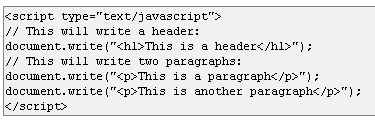 <script type="text/javascript">
// This will write a header:
document.write("<h1>This is a header</h1>");
// This will write two paragraphs:
document.write("<p>This is a paragraph</p>");
document.write("<p>This is another paragraph</p>");
</script>